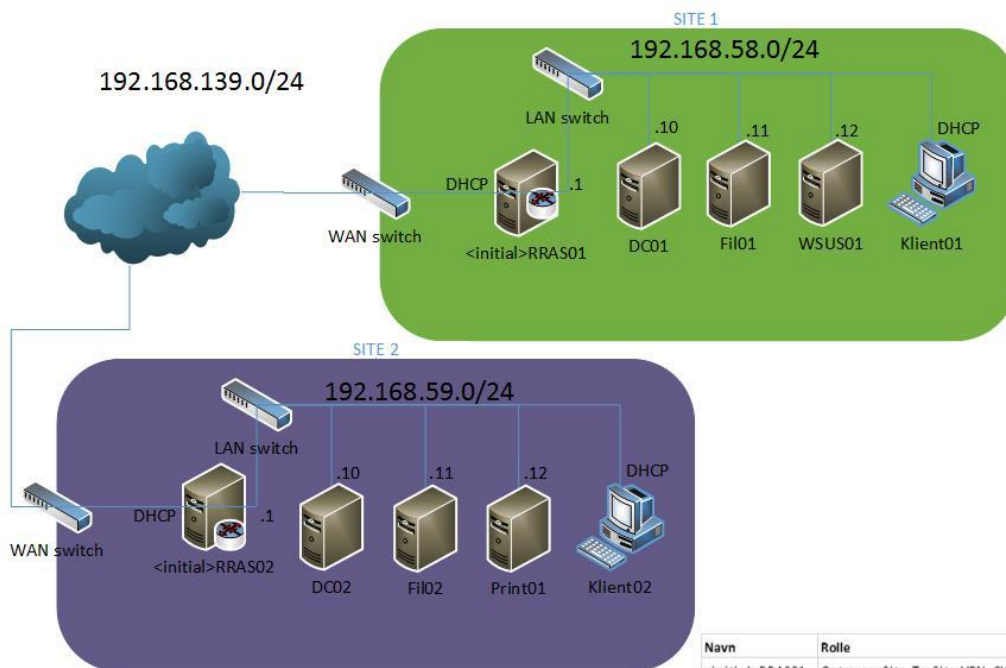 SITE 1
192.168.58.0/24
192.168.139.0/24
LAN switch
.10
.11
.12
DHCP
DHCP
.1
WAN switch
<initial>RRAS01
DC01
Fil01
WSUS01
Klient01
SITE 2
192.168.59.0/24
LAN switch
.10
.11
.12
DHCP
DHCP
.1
WAN switch
<initial>RRAS02
DC02
Fil02
Print01
Klient02
Navn
Rolle